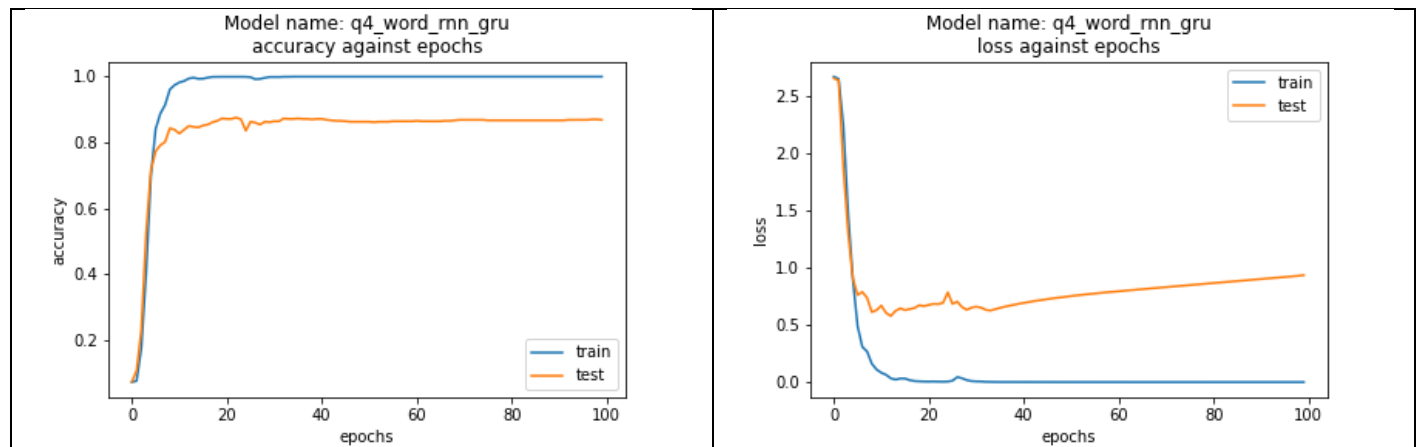 Model name: q4_word_rnn_gru
accuracy against epochs
1.0
0.8
0.6
0.4
0.2
accuracy
0 20 40 60 80 100
epochs
train
test
Model name: q4_word_rnn_gru
loss against epochs
2.5
2.0
1.5
1.0
0.5
0.0
loss
0 20 40 60 80 100
epochs
train
test